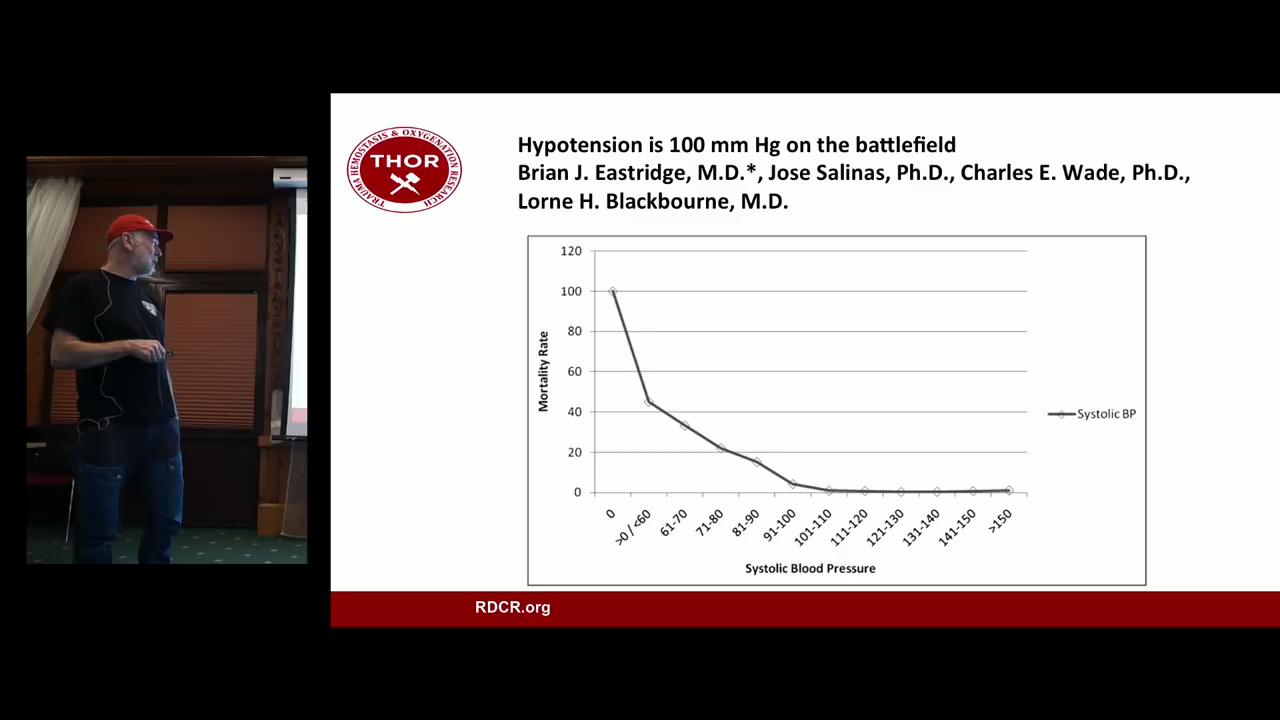 TRAUMA HEMOSTASIS & OXYGENATION RESEARCH
THOR
Hypotension is 100 mm Hg on the battlefield
Brian J. Eastridge, M.D.*, Jose Salinas, Ph.D., Charles E. Wade, Ph.D.,
Lorne H. Blackbourne, M.D.
120
100
80
60
40
20
0
Mortality Rate
0
>0 / <60
61-70
71-80
81-90
91-100
101-110
111-120
121-130
131-140
141-150
>150
Systolic Blood Pressure
Systolic BP
RDCR.org